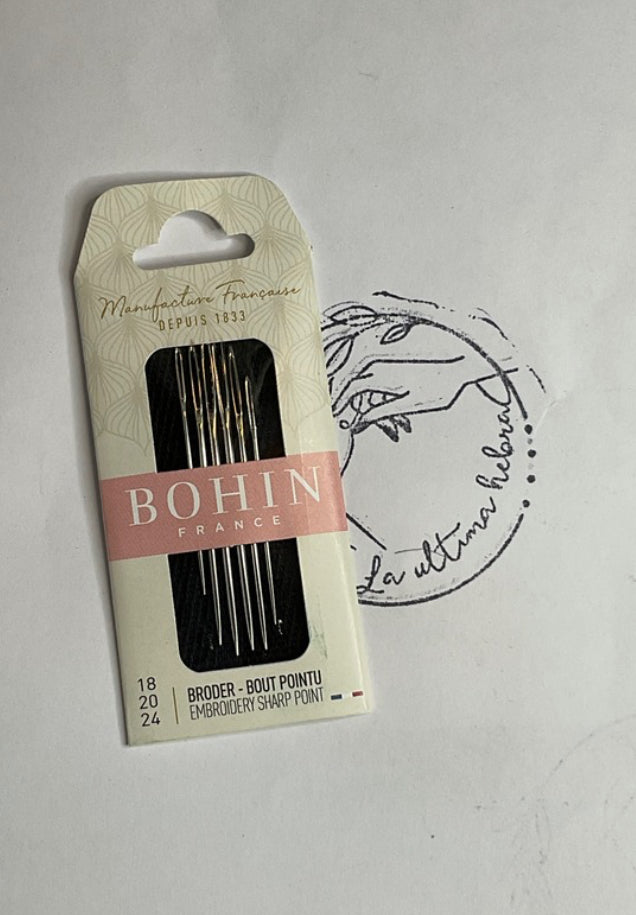 Manufacture Française
DEPUIS 1833
BOHIN
FRANCE
18
20
24
BRODER - BOUT POINTU
EMBROIDERY SHARP POINT
La ultima hebra